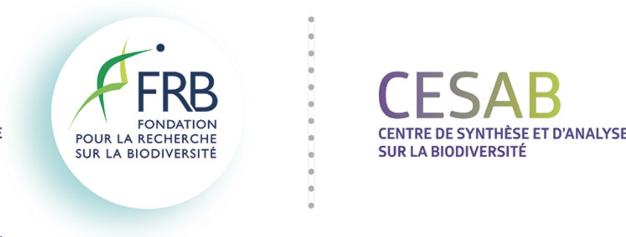 FRB
FONDATION
POUR LA RECHERCHE
SUR LA BIODIVERSITÉ
CESAB
CENTRE DE SYNTHÈSE ET D'ANALYSE
SUR LA BIODIVERSITÉ